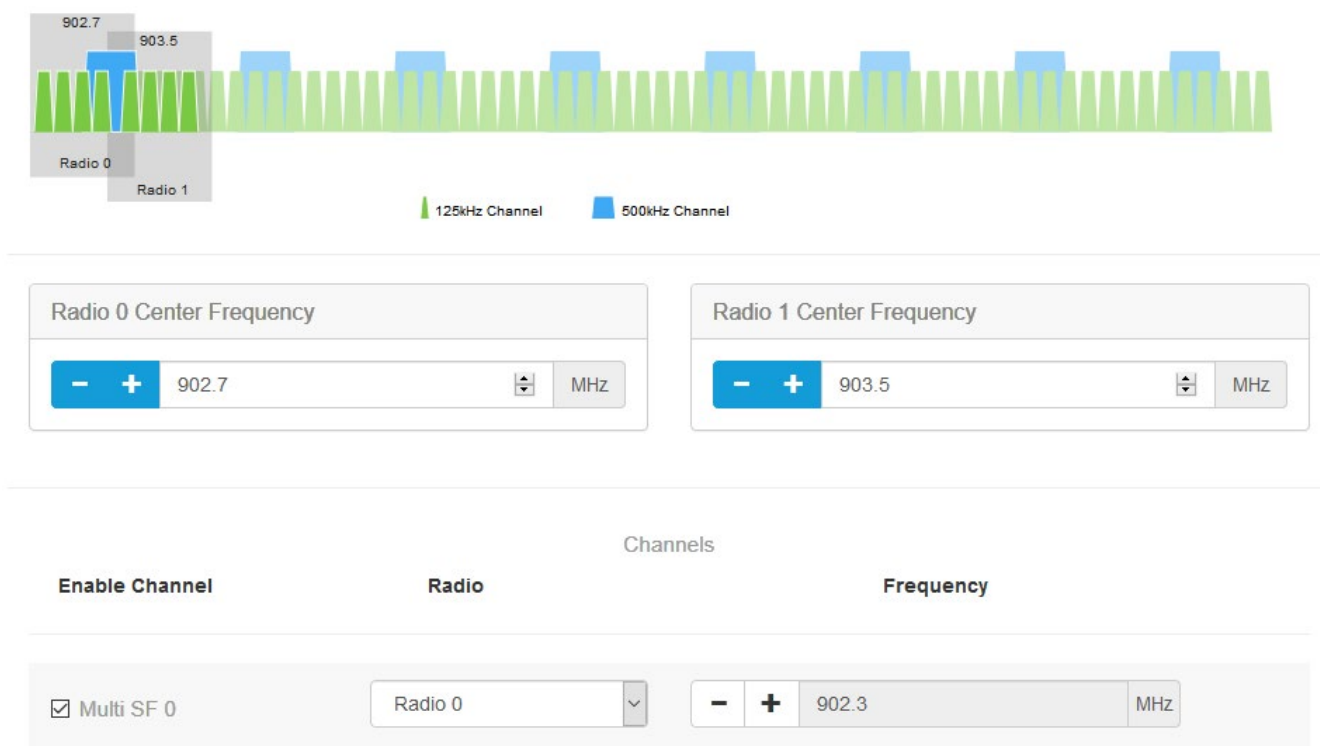 902.7
903.5
Radio 0
Radio 1
125kHz Channel 500kHz Channel
Radio 0 Center Frequency Radio 1 Center Frequency
− + 902.7 MHz − + 903.5 MHz
Channels
Enable Channel Radio Frequency
Multi SF 0 Radio 0 − + 902.3 MHz